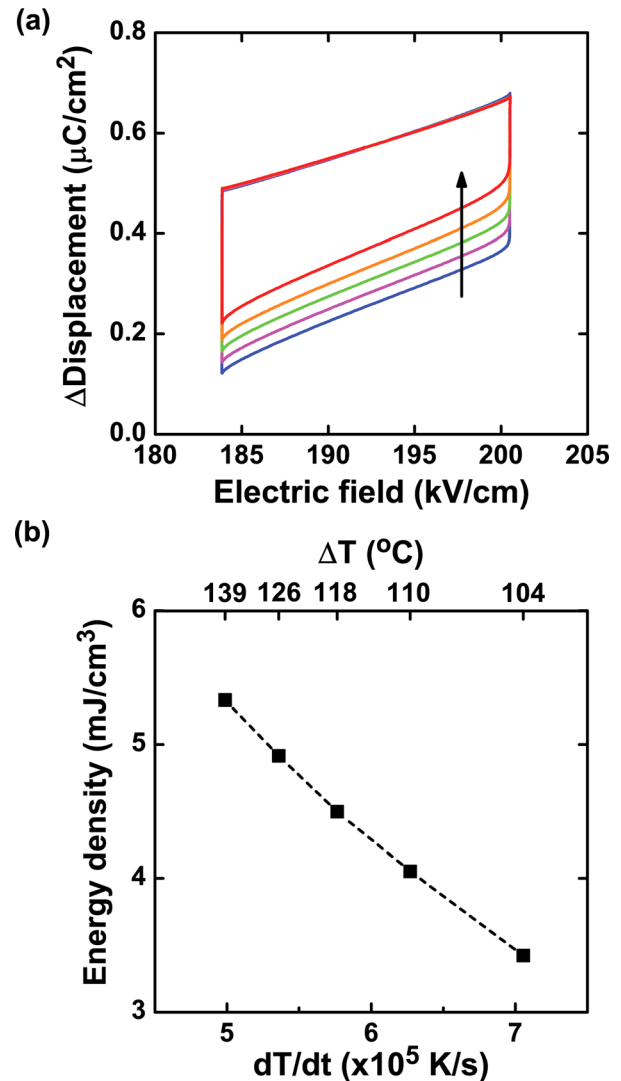 (a)
ΔDisplacement (μC/cm²)
0.8
0.6
0.4
0.2
0.0
180 185 190 195 200 205
Electric field (kV/cm)
(b)
ΔT (°C)
139 126 118 110 104
Energy density (mJ/cm³)
6
5
4
3
5 6 7
dT/dt (x10⁵ K/s)